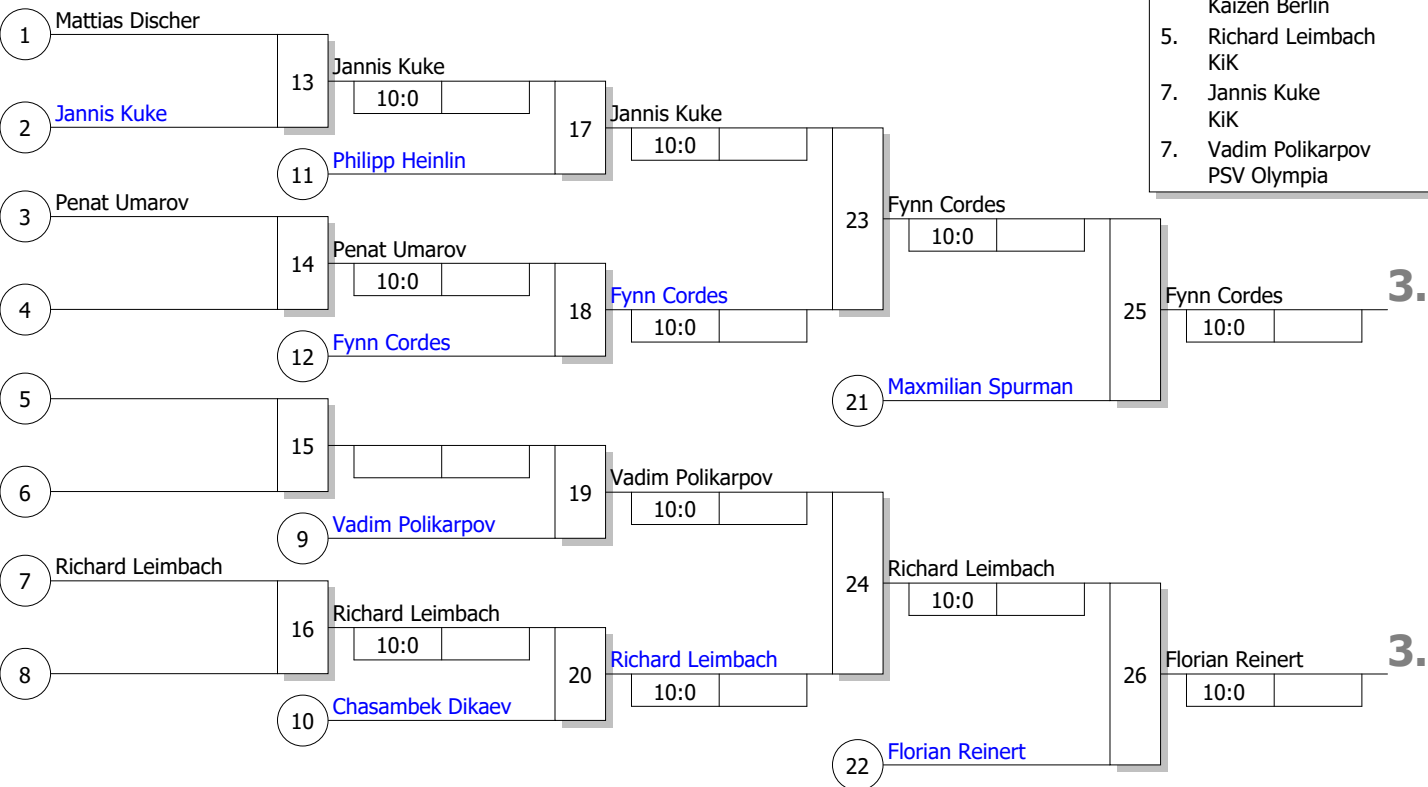 Kaizen Berlin
5. Richard Leimbach
KiK
7. Jannis Kuke
KiK
7. Vadim Polikarpov
PSV Olympia
1 Mattias Discher
13 Jannis Kuke
10:0
2 Jannis Kuke
17 Jannis Kuke
10:0
11 Philipp Heinlin
3 Penat Umarov
23 Fynn Cordes
10:0
14 Penat Umarov
10:0
4
18 Fynn Cordes
10:0
12 Fynn Cordes
25 Fynn Cordes 3.
10:0
5
21 Maxmilian Spurman
15
6
19 Vadim Polikarpov
10:0
9 Vadim Polikarpov
7 Richard Leimbach
24 Richard Leimbach
10:0
16 Richard Leimbach
10:0
8
20 Richard Leimbach
10:0
10 Chasambek Dikaev
26 Florian Reinert 3.
10:0
22 Florian Reinert